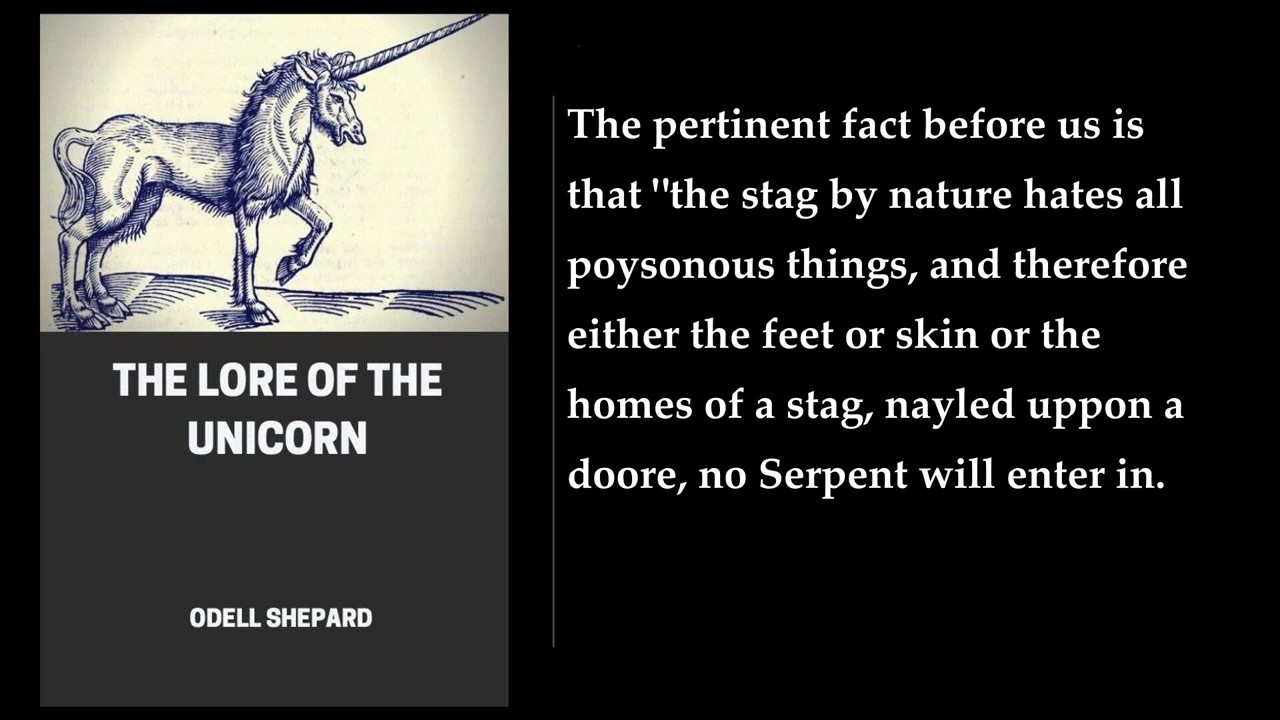 THE LORE OF THE
UNICORN
ODELL SHEPARD
The pertinent fact before us is
that "the stag by nature hates all
poysonous things, and therefore
either the feet or skin or the
homes of a stag, nayled uppon a
doore, no Serpent will enter in.